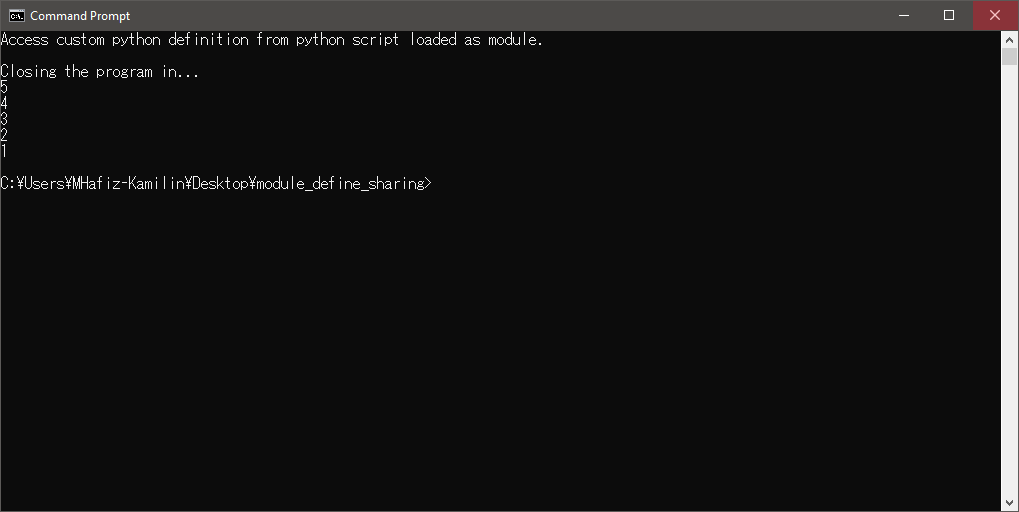 Command Prompt
Access custom python definition from python script loaded as module.
Closing the program in...
5
4
3
2
1
C:¥Users¥MHafiz-Kamilin¥Desktop¥module_define_sharing>